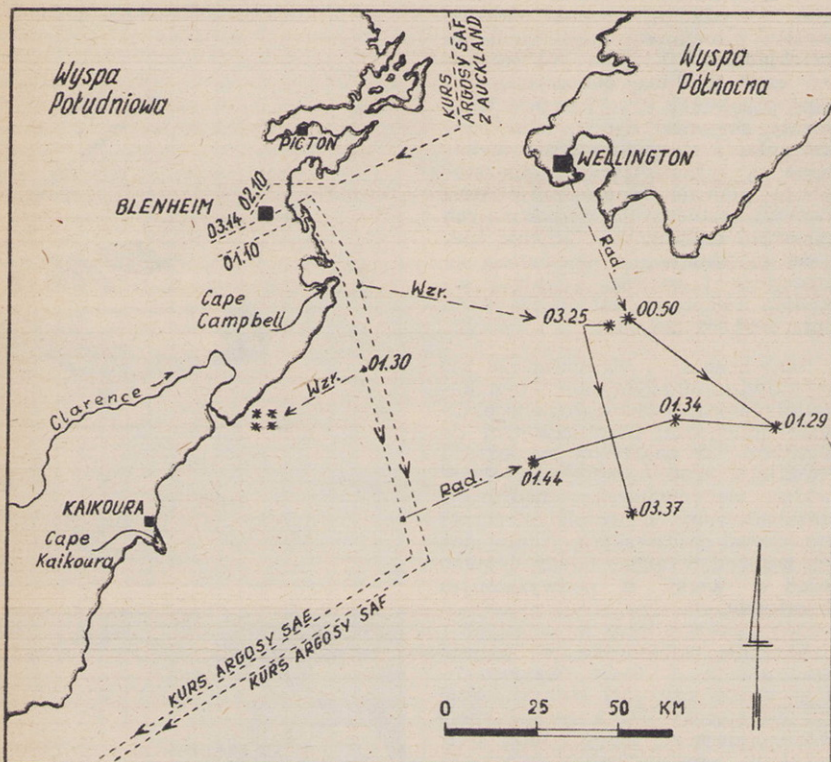 Wyspa
Południowa
Wyspa
Północna
KURS
ARGOSY SAF
Z AUCKLAND
PICTON
WELLINGTON
BLENHEIM
02.10
03.14
01.10
Rad.
Cape
Campbell
Wzr.
03.25
00.50
Clarence
Wzr.
01.30
01.34
01.29
Rad.
01.44
03.37
KAIKOURA
Cape
Kaikoura
KURS ARGOSY SAE
KURS ARGOSY SAF
0 25 50 KM